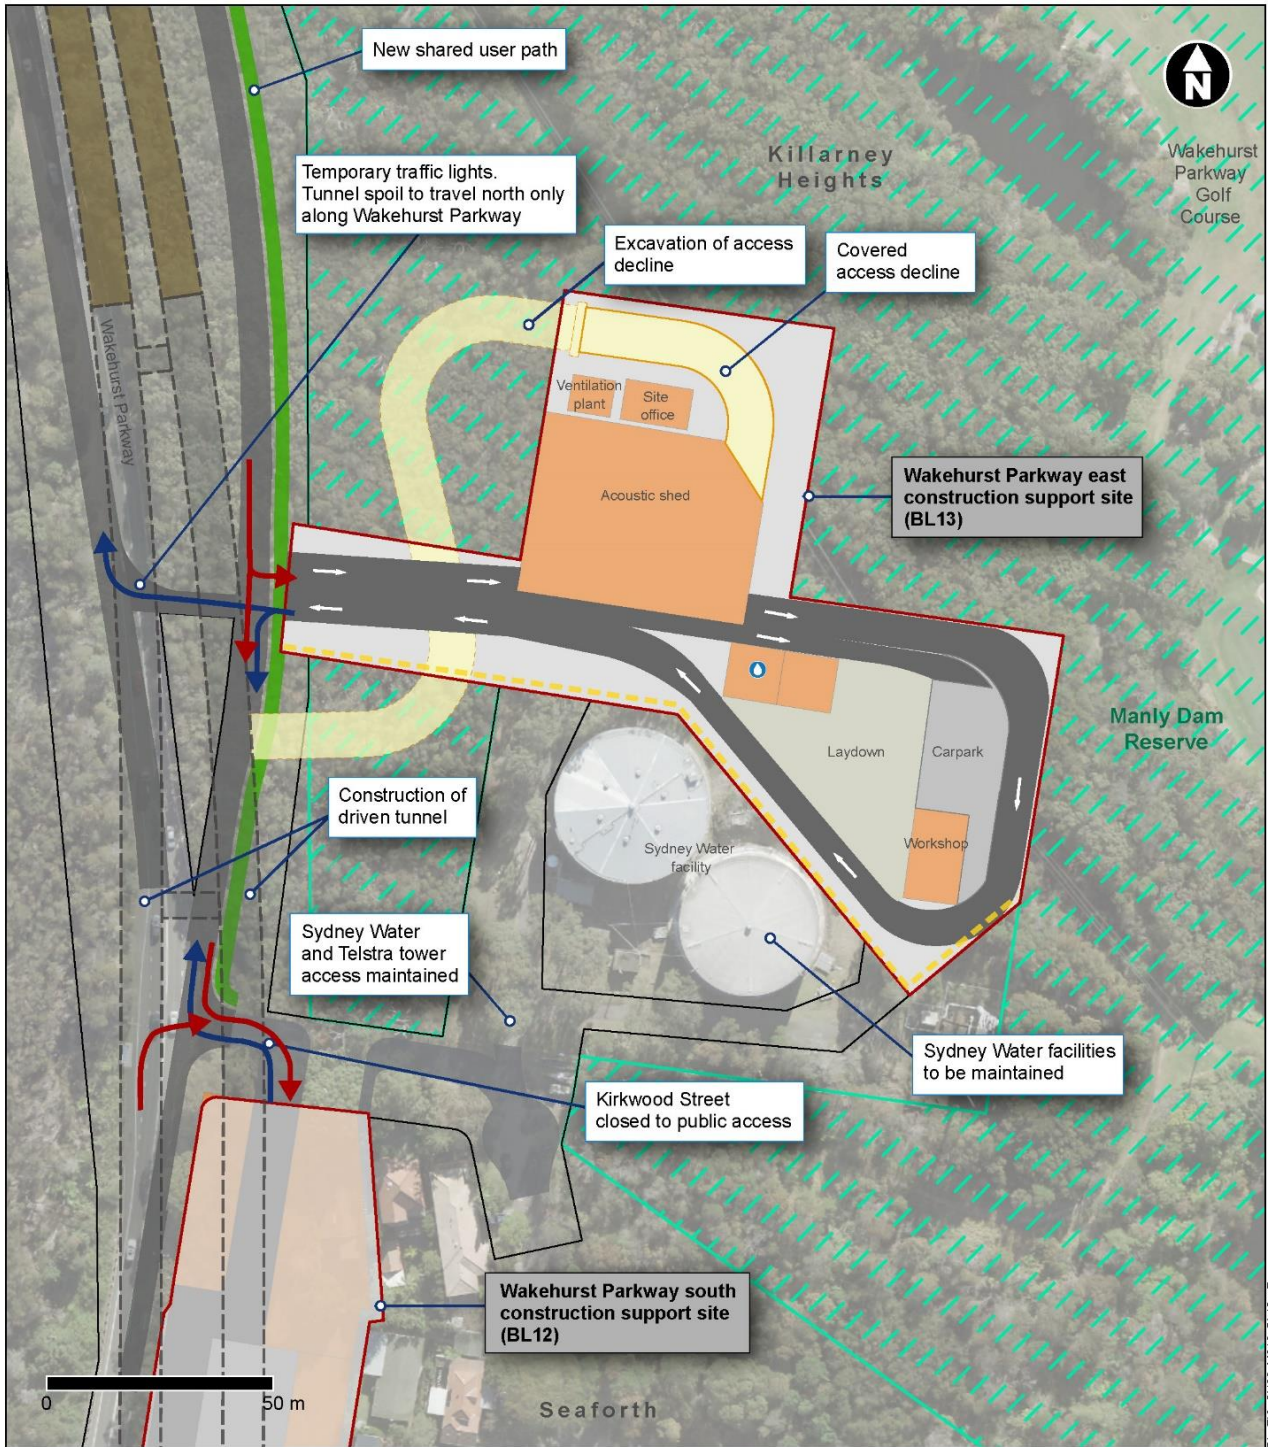 New shared user path
N
Killarney
Heights
Wakehurst
Parkway
Golf
Course
Temporary traffic lights.
Tunnel spoil to travel north only
along Wakehurst Parkway
Excavation of access
decline
Covered
access decline
Wakehurst Parkway
Ventilation
plant
Site
office
Acoustic shed
Wakehurst Parkway east
construction support site
(BL13)
Manly Dam
Reserve
Laydown
Carpark
Construction of
driven tunnel
Sydney Water
facility
Workshop
Sydney Water
and Telstra tower
access maintained
Sydney Water facilities
to be maintained
Kirkwood Street
closed to public access
Wakehurst Parkway south
construction support site
(BL12)
0
50 m
Seaforth